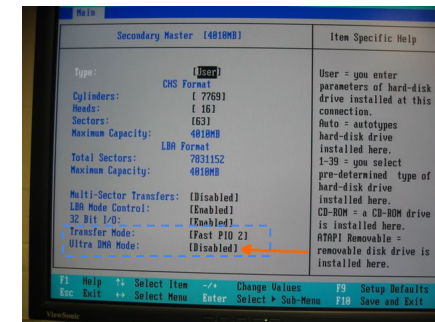 Main
Secondary Master [4010MB]
Item Specific Help
Type: [User]
CHS Format
Cylinders: [ 7769]
Heads: [ 16]
Sectors: [63]
Maximum Capacity: 4010MB
LBA Format
Total Sectors: 7831152
Maximum Capacity: 4010MB
Multi-Sector Transfers: [Disabled]
LBA Mode Control: [Enabled]
32 Bit I/O: [Enabled]
Transfer Mode: [Fast PIO 2]
Ultra DMA Mode: [Disabled]
User = you enter
parameters of hard-disk
drive installed at this
connection.
Auto = autotypes
hard-disk drive
installed here.
1-39 = you select
pre-determined type of
hard-disk drive
installed here.
CD-ROM = a CD-ROM drive
is installed here.
ATAPI Removable =
removable disk drive is
installed here.
F1 Help ↑↓ Select Item -/+ Change Values F9 Setup Defaults
Esc Exit ↔ Select Menu Enter Select ▶ Sub-Menu F10 Save and Exit
ViewSonic